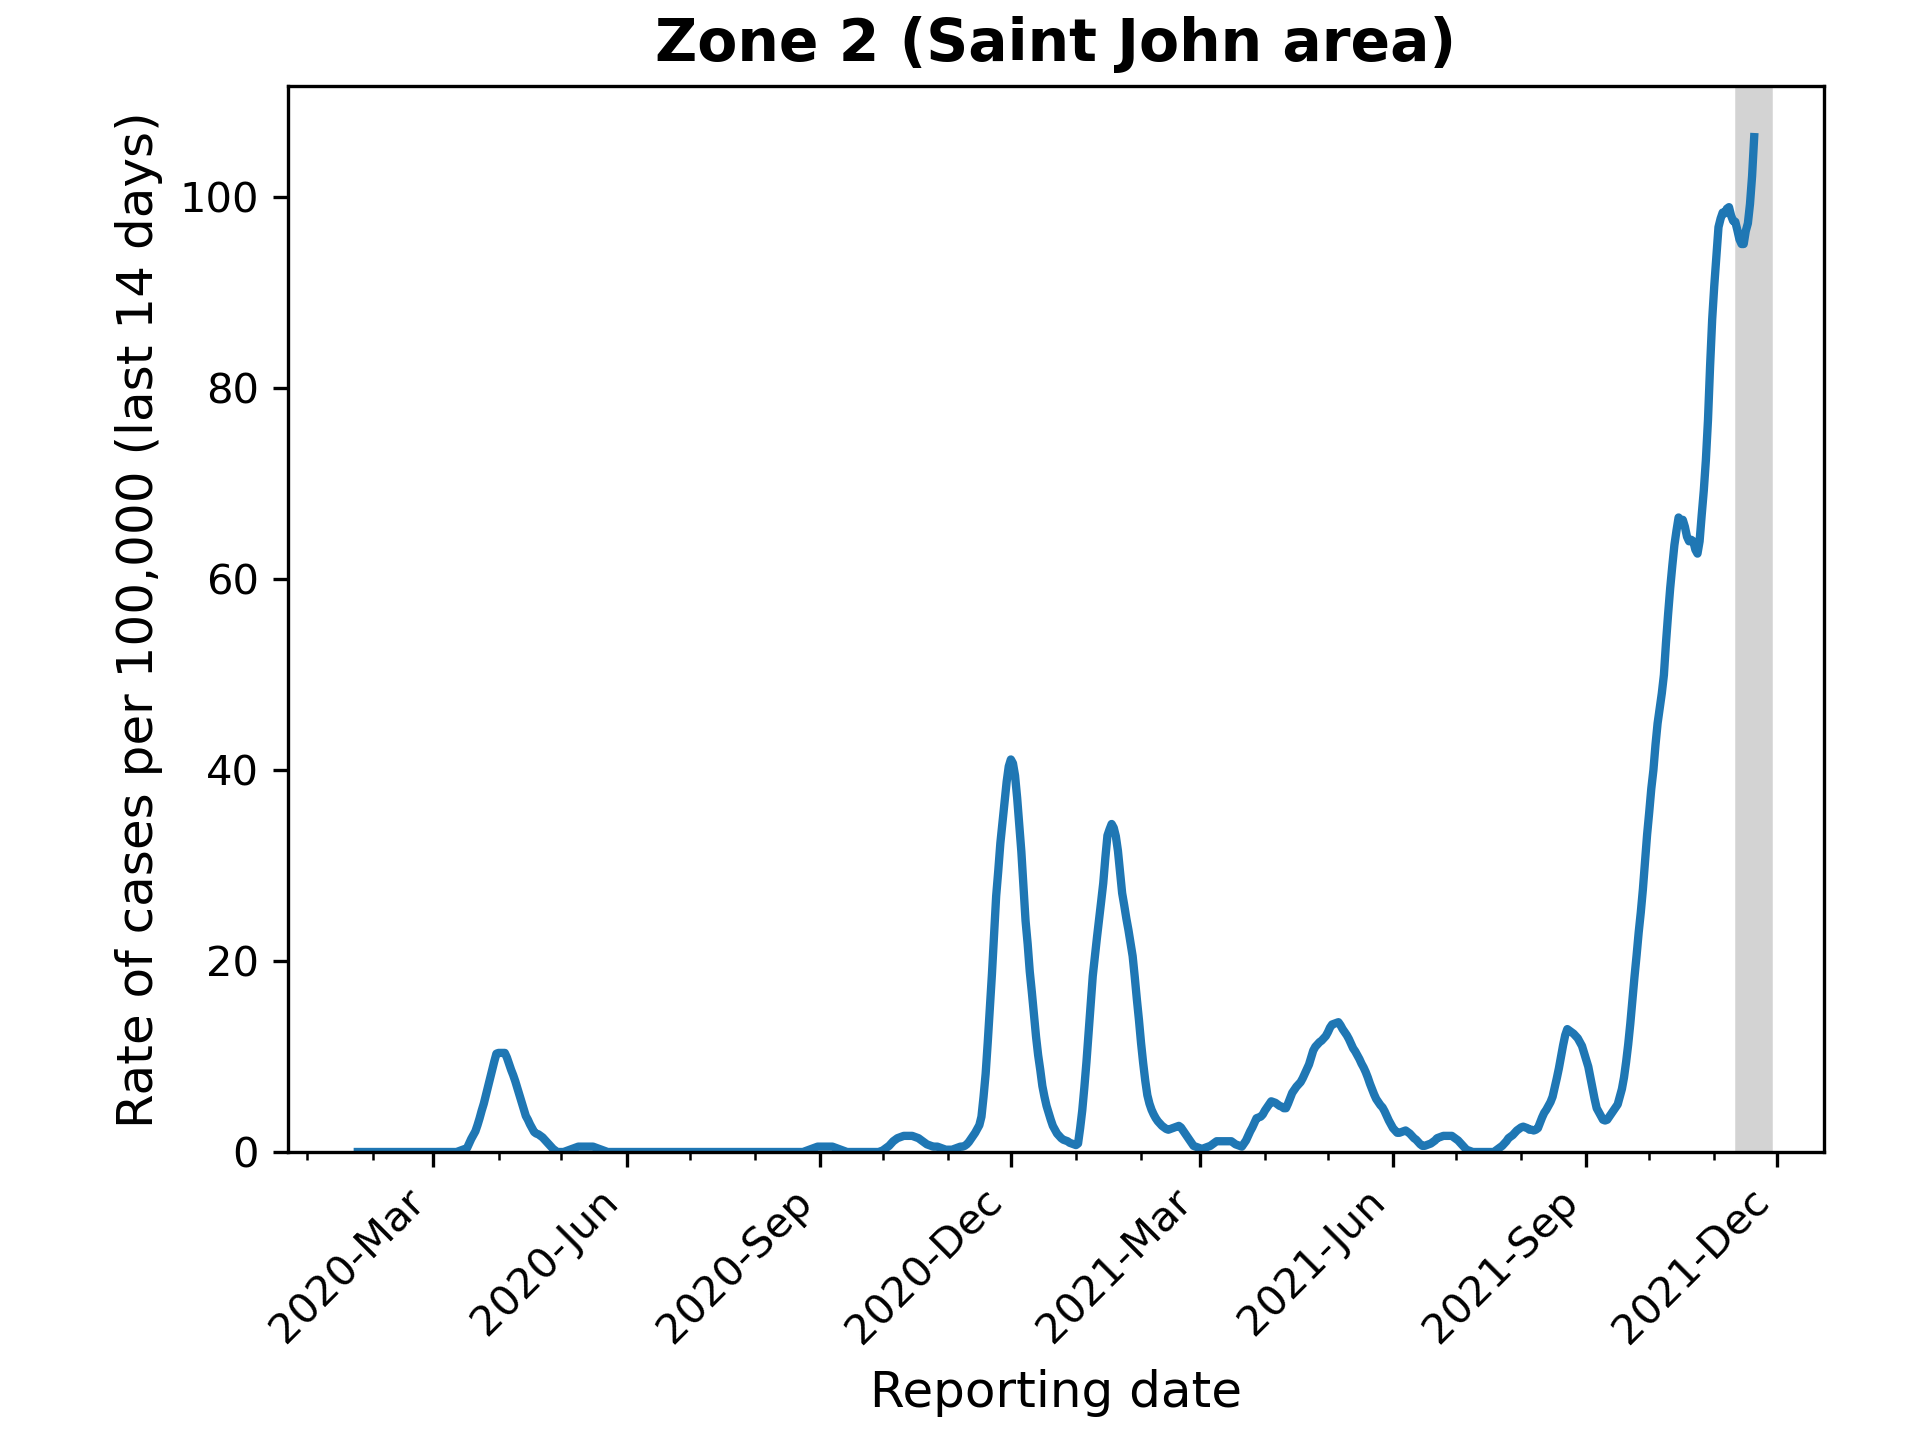 Zone 2 (Saint John area)
Rate of cases per 100,000 (last 14 days)
100
80
60
40
20
0
2020-Mar
2020-Jun
2020-Sep
2020-Dec
2021-Mar
2021-Jun
2021-Sep
2021-Dec
Reporting date